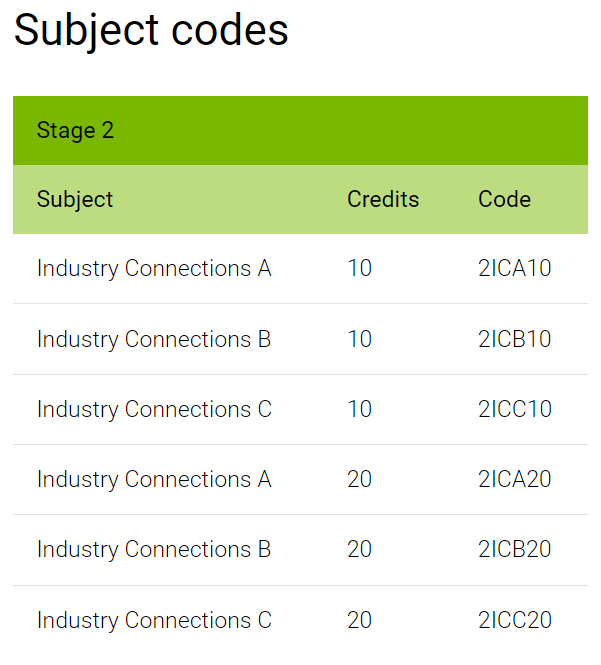 Subject codes
Stage 2
Subject Credits Code
Industry Connections A 10 2ICA10
Industry Connections B 10 2ICB10
Industry Connections C 10 2ICC10
Industry Connections A 20 2ICA20
Industry Connections B 20 2ICB20
Industry Connections C 20 2ICC20